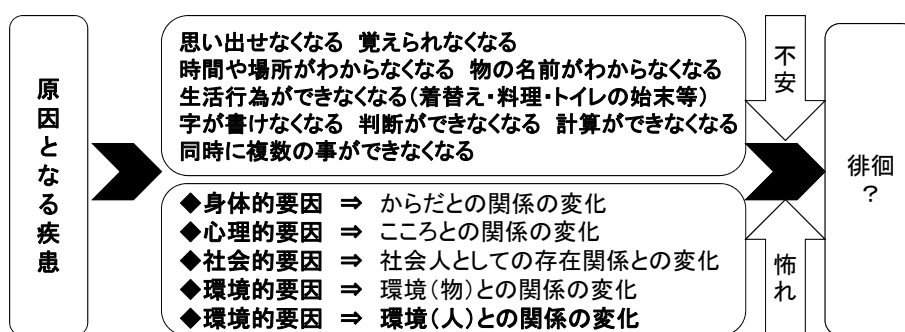 原因となる疾患
思い出せなくなる 覚えられなくなる
時間や場所がわからなくなる 物の名前がわからなくなる
生活行為ができなくなる(着替え・料理・トイレの始末等)
字が書けなくなる 判断ができなくなる 計算ができなくなる
同時に複数の事ができなくなる
◆身体的要因 ⇒ からだとの関係の変化
◆心理的要因 ⇒ こころとの関係の変化
◆社会的要因 ⇒ 社会人としての存在関係との変化
◆環境的要因 ⇒ 環境(物)との関係の変化
◆環境的要因 ⇒ 環境(人)との関係の変化
不安
怖れ
徘徊
?